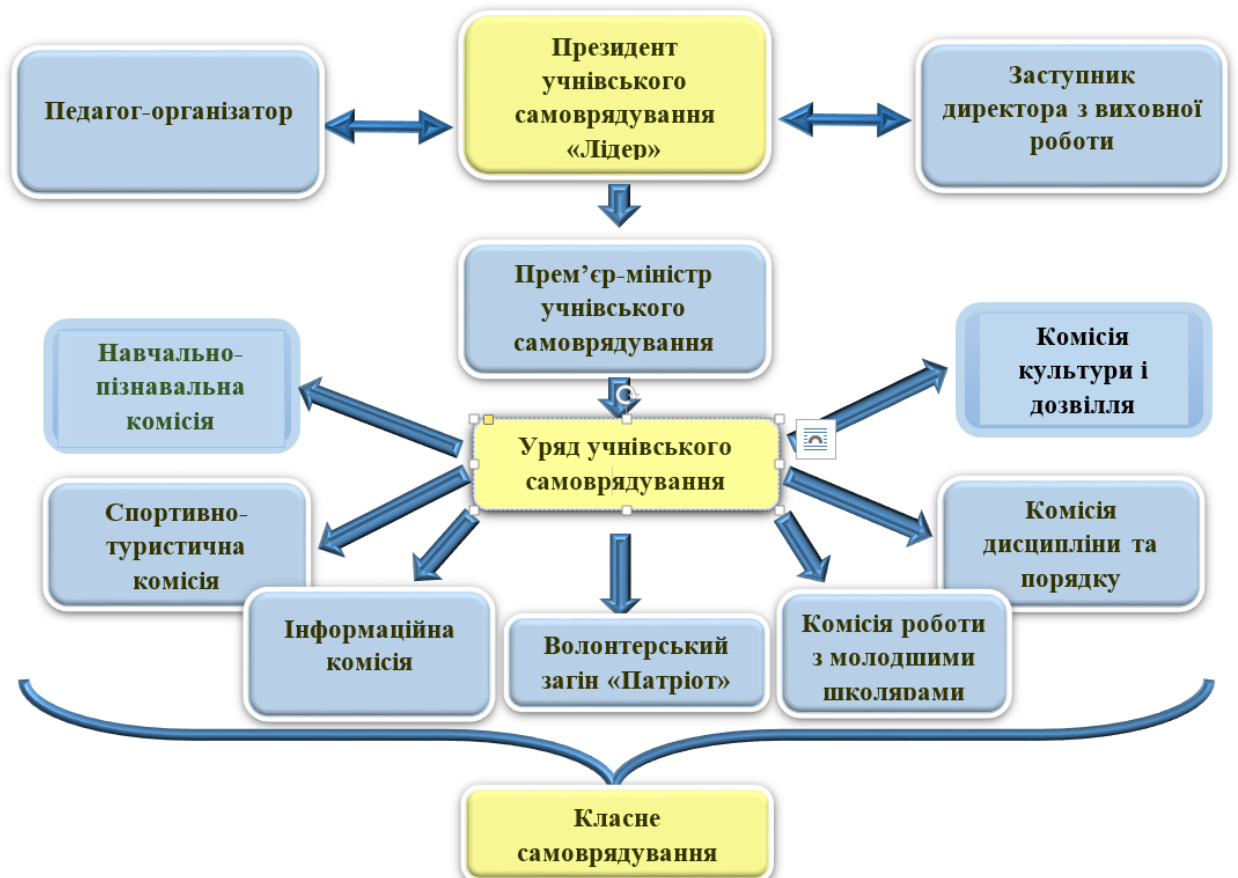 Педагог-організатор
Президент
учнівського
самоврядування
«Лідер»
Заступник
директора з виховної
роботи
Прем’єр-міністр
учнівського
самоврядування
Навчально-
пізнавальна
комісія
Комісія
культури і
дозвілля
Уряд учнівського
самоврядування
Спортивно-
туристична
комісія
Комісія
дисципліни та
порядку
Інформаційна
комісія
Волонтерський
загін «Патріот»
Комісія роботи
з молодшими
школярами
Класне
самоврядування